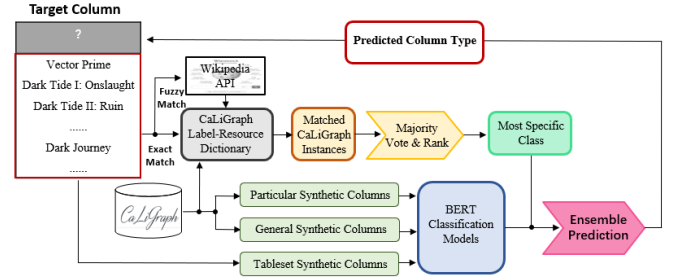 Target Column
?
Vector Prime
Dark Tide I: Onslaught
Dark Tide II: Ruin
......
Dark Journey
......
Fuzzy
Match
Exact
Match
Wikipedia
API
CaLiGraph
Label-Resource
Dictionary
Matched
CaLiGraph
Instances
Majority
Vote & Rank
Most Specific
Class
Predicted Column Type
CaLiGraph
Particular Synthetic Columns
General Synthetic Columns
Tableset Synthetic Columns
BERT
Classification
Models
Ensemble
Prediction